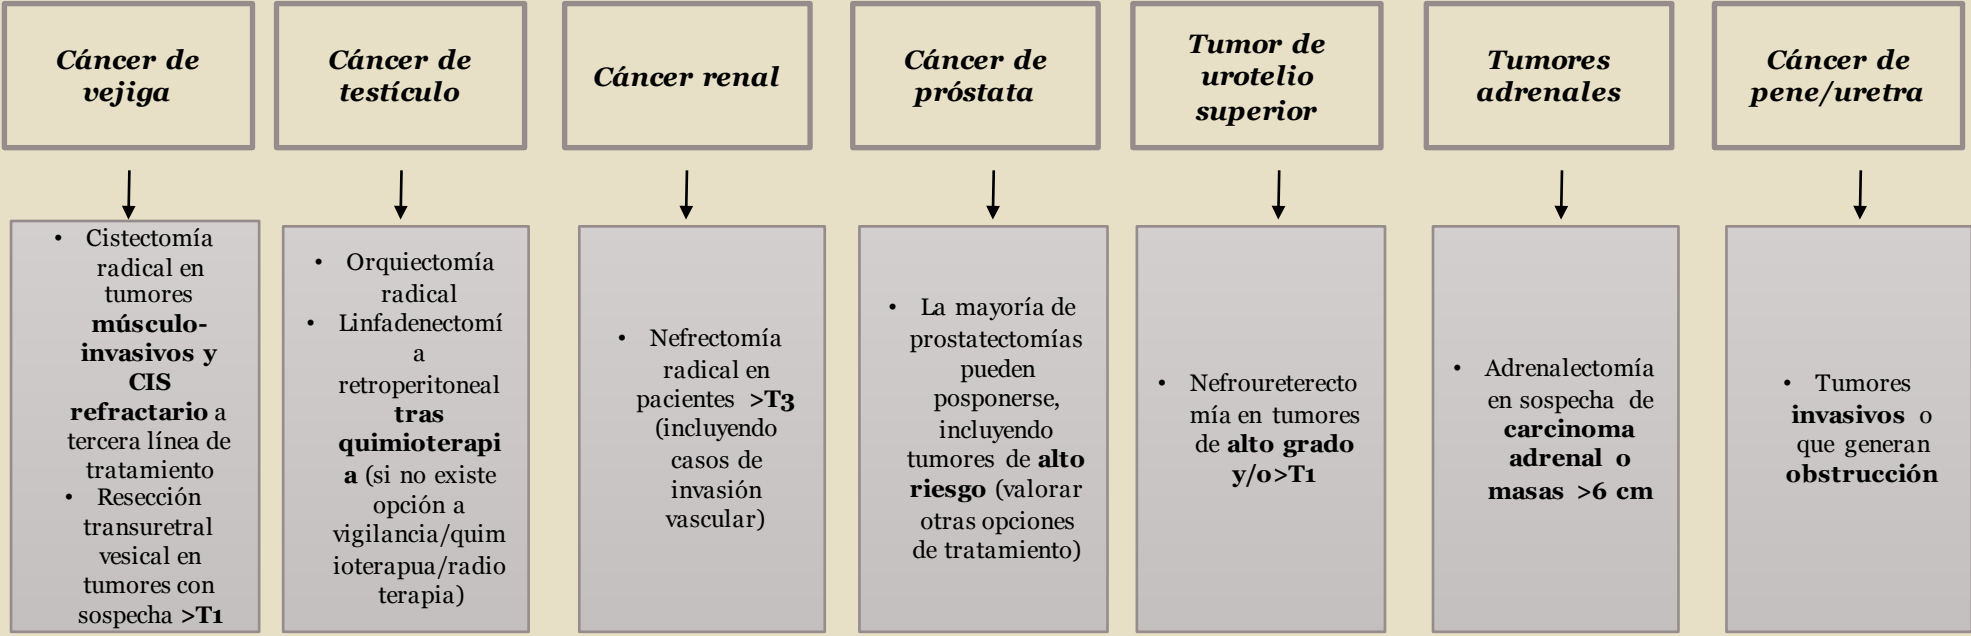 Cáncer de
vejiga
Cáncer de
testículo
Cáncer renal
Cáncer de
próstata
Tumor de
urotelio
superior
Tumores
adrenales
Cáncer de
pene/uretra
• Cistectomía
radical en
tumores
músculo-
invasivos y
CIS
refractario a
tercera línea de
tratamiento
• Resección
transuretral
vesical en
tumores con
sospecha >T1
• Orquiectomía
radical
• Linfadenectomí
a
retroperitoneal
tras
quimioterapi
a (si no existe
opción a
vigilancia/quim
ioterapua/radio
terapia)
• Nefrectomía
radical en
pacientes >T3
(incluyendo
casos de
invasión
vascular)
• La mayoría de
prostatectomías
pueden
posponerse,
incluyendo
tumores de alto
riesgo (valorar
otras opciones
de tratamiento)
• Nefroureterecto
mía en tumores
de alto grado
y/o>T1
• Adrenalectomía
en sospecha de
carcinoma
adrenal o
masas >6 cm
• Tumores
invasivos o
que generan
obstrucción